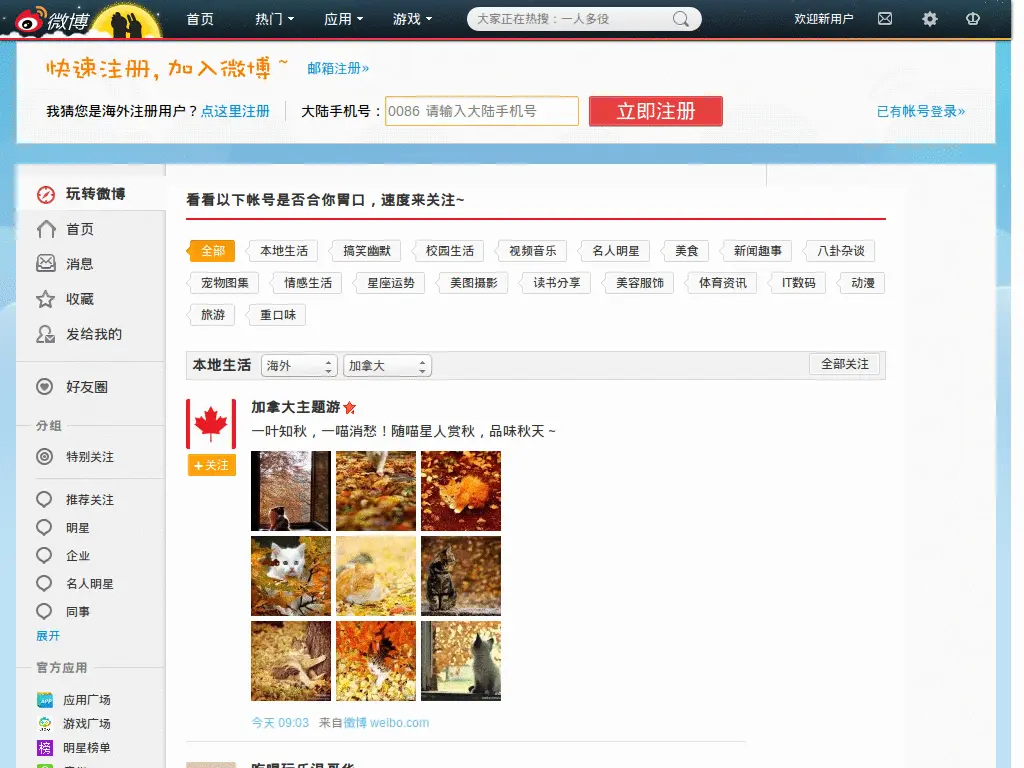 微博
首页 热门 应用 游戏 大家正在热搜：一人多役 欢迎新用户
快速注册, 加入微博~ 邮箱注册»
我猜您是海外注册用户？点这里注册 大陆手机号： 0086 请输入大陆手机号 立即注册 已有帐号登录»
玩转微博
首页
消息
收藏
发给我的
好友圈
分组
特别关注
推荐关注
明星
企业
名人明星
同事
展开
官方应用
应用广场
游戏广场
明星榜单
看看以下帐号是否合你胃口，速度来关注~
全部 本地生活 搞笑幽默 校园生活 视频音乐 名人明星 美食 新闻趣事 八卦杂谈
宠物图集 情感生活 星座运势 美图摄影 读书分享 美容服饰 体育资讯 IT数码 动漫
旅游 重口味
本地生活 海外 加拿大 全部关注
加拿大主题游
一叶知秋，一喵消愁！随喵星人赏秋，品味秋天~
+关注
今天 09:03 来自微博 weibo.com